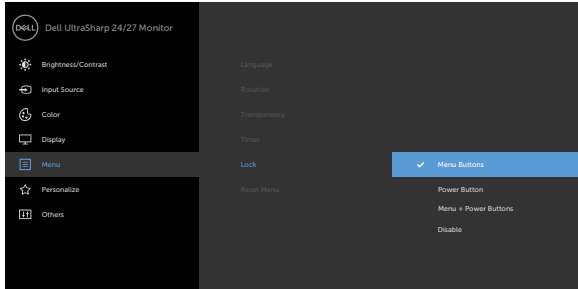 DELL Dell UltraSharp 24/27 Monitor
Brightness/Contrast Language
Input Source Rotation
Color Transparency
Display Timer
Menu Lock Menu Buttons
Personalize Reset Menu Power Button
Menu + Power Buttons
Others
Disable